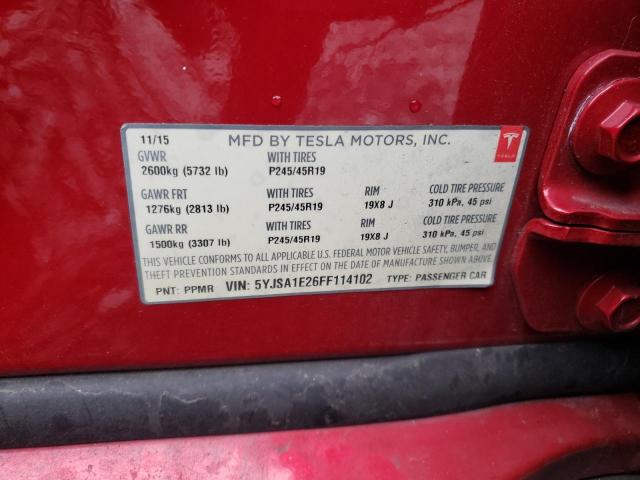 11/15 MFD BY TESLA MOTORS, INC.
TESLA
GVWR WITH TIRES
2600kg (5732 lb) P245/45R19
GAWR FRT WITH TIRES RIM COLD TIRE PRESSURE
1276kg (2813 lb) P245/45R19 19X8 J 310 kPa, 45 psi
GAWR RR WITH TIRES RIM COLD TIRE PRESSURE
1500kg (3307 lb) P245/45R19 19X8 J 310 kPa, 45 psi
THIS VEHICLE CONFORMS TO ALL APPLICABLE U.S. FEDERAL MOTOR VEHICLE SAFETY, BUMPER, AND
THEFT PREVENTION STANDARDS IN EFFECT ON THE DATE OF MANUFACTURE SHOWN ABOVE.
PNT: PPMR VIN: 5YJSA1E26FF114102 TYPE: PASSENGER CAR